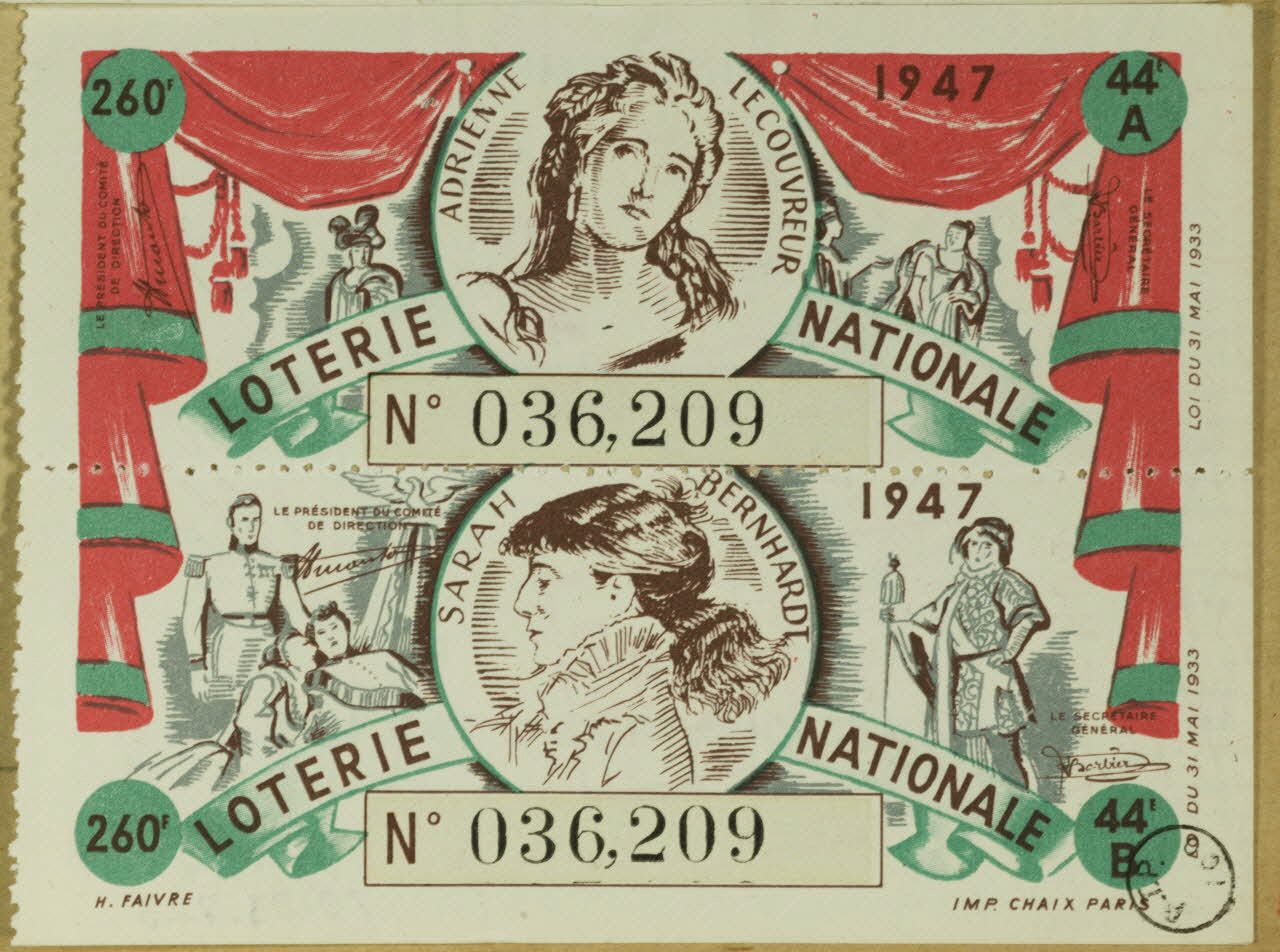 260F
ADRIENNE LECOUVREUR
1947
44E
A
LE PRÉSIDENT DU COMITÉ
DE DIRECTION
LE SECRÉTAIRE
GÉNÉRAL
LOI DU 31 MAI 1933
LOTERIE NATIONALE
N° 036,209
SARAH BERNHARDT
1947
LE PRÉSIDENT DU COMITÉ
DE DIRECTION
LE SECRÉTAIRE
GÉNÉRAL
Barbier
LOI DU 31 MAI 1933
LOTERIE NATIONALE
260F
N° 036,209
44E
B
H. FAIVRE
IMP. CHAIX PARIS